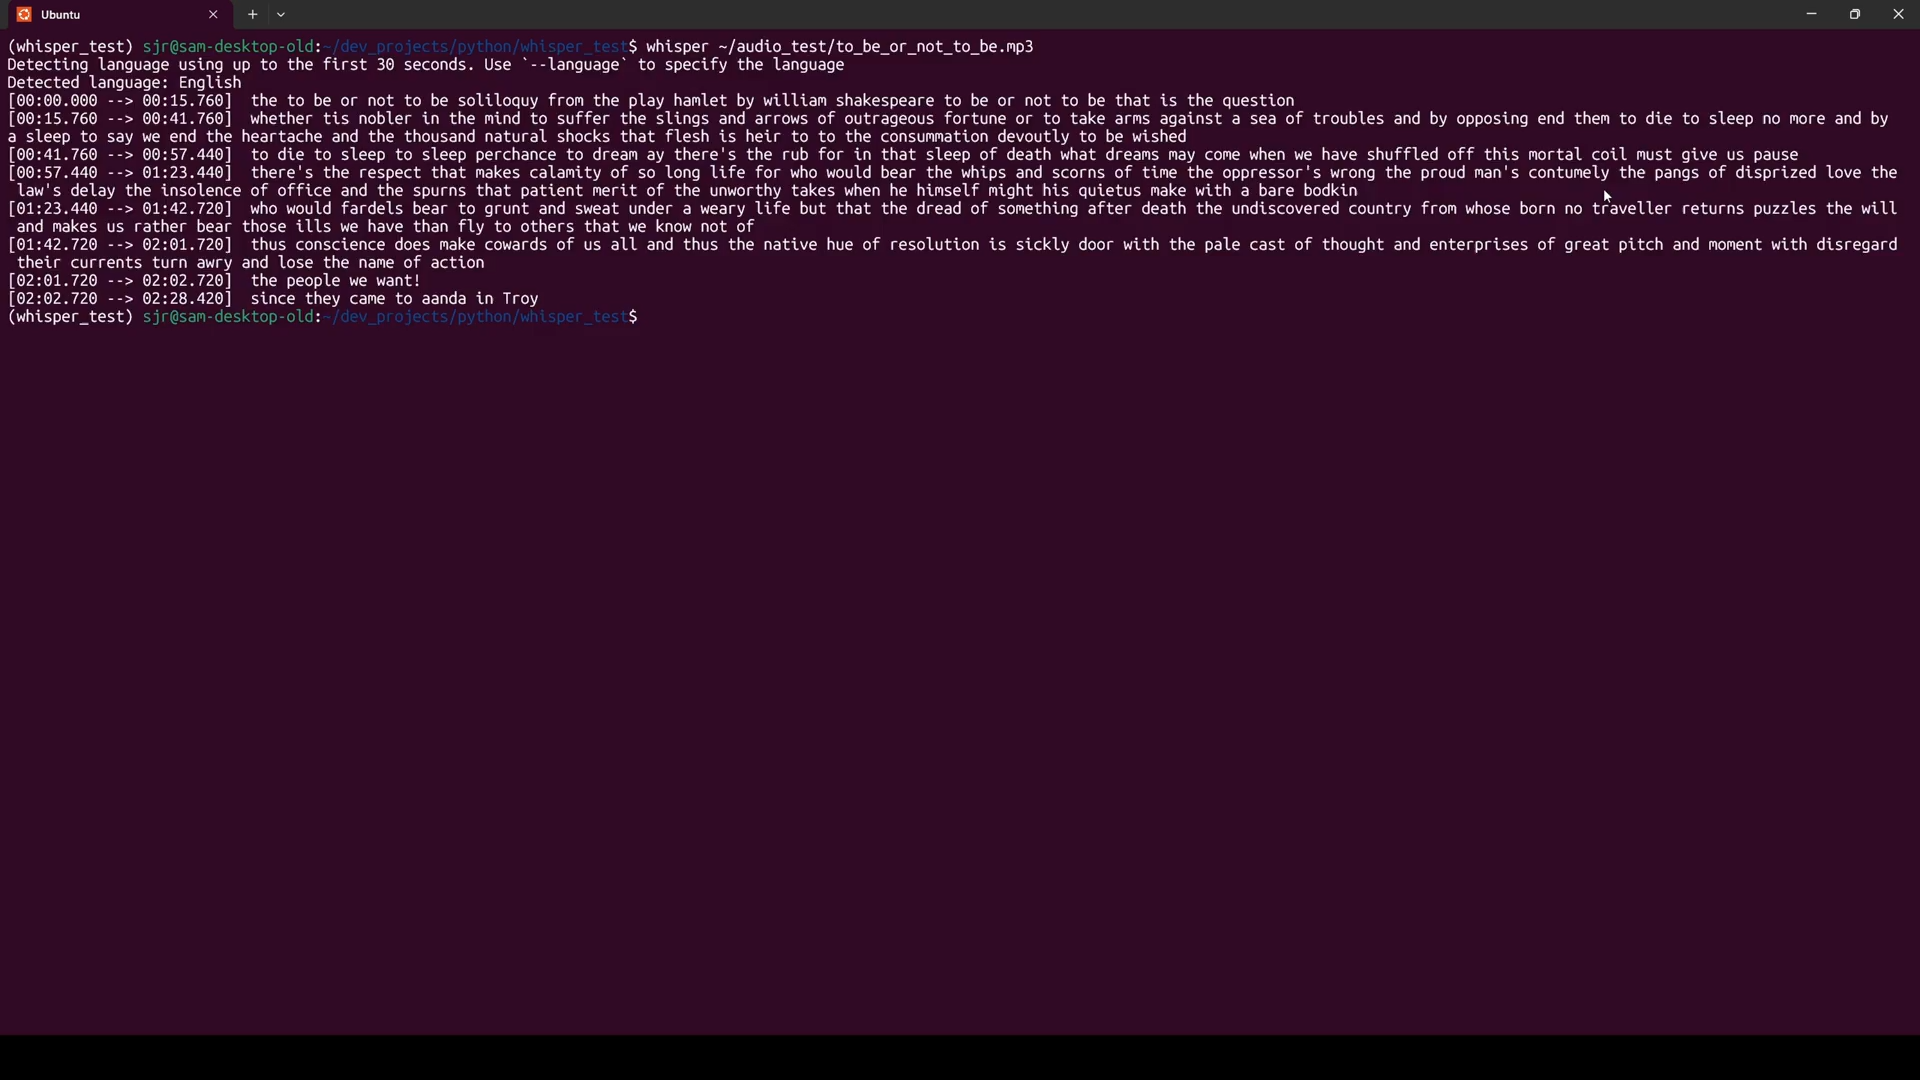 Ubuntu
(whisper_test) sjr@sam-desktop-old:~/dev_projects/python/whisper_test$ whisper ~/audio_test/to_be_or_not_to_be.mp3
Detecting language using up to the first 30 seconds. Use `--language` to specify the language
Detected language: English
[00:00.000 --> 00:15.760]  the to be or not to be soliloquy from the play hamlet by william shakespeare to be or not to be that is the question
[00:15.760 --> 00:41.760]  whether tis nobler in the mind to suffer the slings and arrows of outrageous fortune or to take arms against a sea of troubles and by opposing end them to die to sleep no more and by
a sleep to say we end the heartache and the thousand natural shocks that flesh is heir to to the consummation devoutly to be wished
[00:41.760 --> 00:57.440]  to die to sleep to sleep perchance to dream ay there's the rub for in that sleep of death what dreams may come when we have shuffled off this mortal coil must give us pause
[00:57.440 --> 01:23.440]  there's the respect that makes calamity of so long life for who would bear the whips and scorns of time the oppressor's wrong the proud man's contumely the pangs of disprized love the
law's delay the insolence of office and the spurns that patient merit of the unworthy takes when he himself might his quietus make with a bare bodkin
[01:23.440 --> 01:42.720]  who would fardels bear to grunt and sweat under a weary life but that the dread of something after death the undiscovered country from whose born no traveller returns puzzles the will
and makes us rather bear those ills we have than fly to others that we know not of
[01:42.720 --> 02:01.720]  thus conscience does make cowards of us all and thus the native hue of resolution is sickly door with the pale cast of thought and enterprises of great pitch and moment with disregard
their currents turn awry and lose the name of action
[02:01.720 --> 02:02.720]  the people we want!
[02:02.720 --> 02:28.420]  since they came to aanda in Troy
(whisper_test) sjr@sam-desktop-old:~/dev_projects/python/whisper_test$